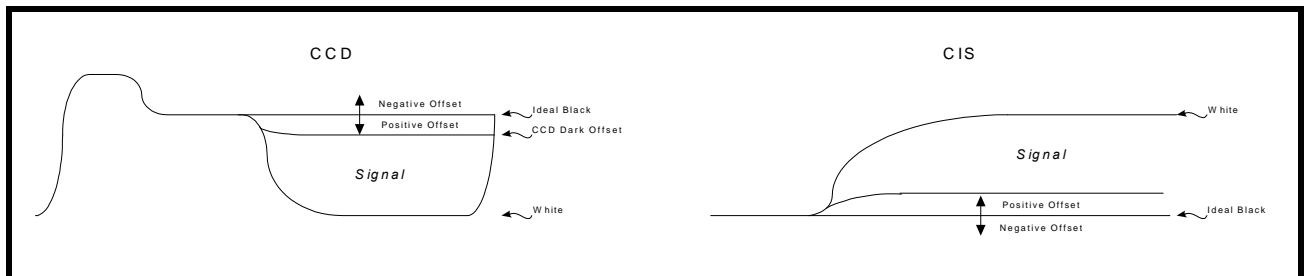 CCD
Negative Offset
Ideal Black
Positive Offset
CCD Dark Offset
Signal
White
CIS
White
Signal
Positive Offset
Ideal Black
Negative Offset